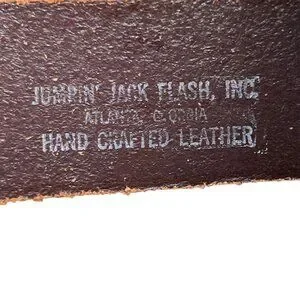 JUMPIN' JACK FLASH, INC.
ATLANTA, GEORGIA
HAND CRAFTED LEATHER